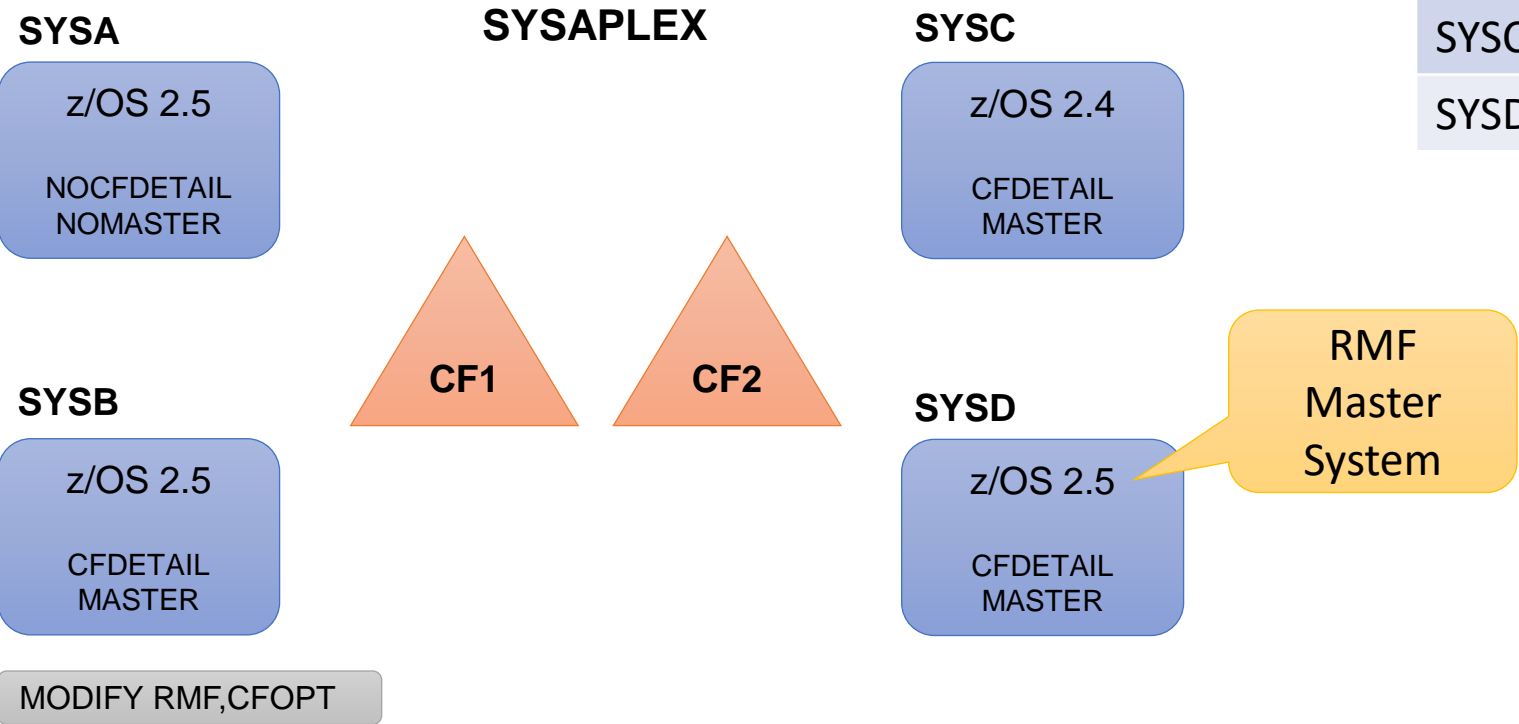 SYSAPLEX
SYSA
z/OS 2.5
NOCFDETAIL
NOMASTER
SYSC
z/OS 2.4
CFDETAIL
MASTER
CF1
CF2
SYSB
z/OS 2.5
CFDETAIL
MASTER
SYSD
z/OS 2.5
CFDETAIL
MASTER
RMF
Master
System
MODIFY RMF,CFOPT